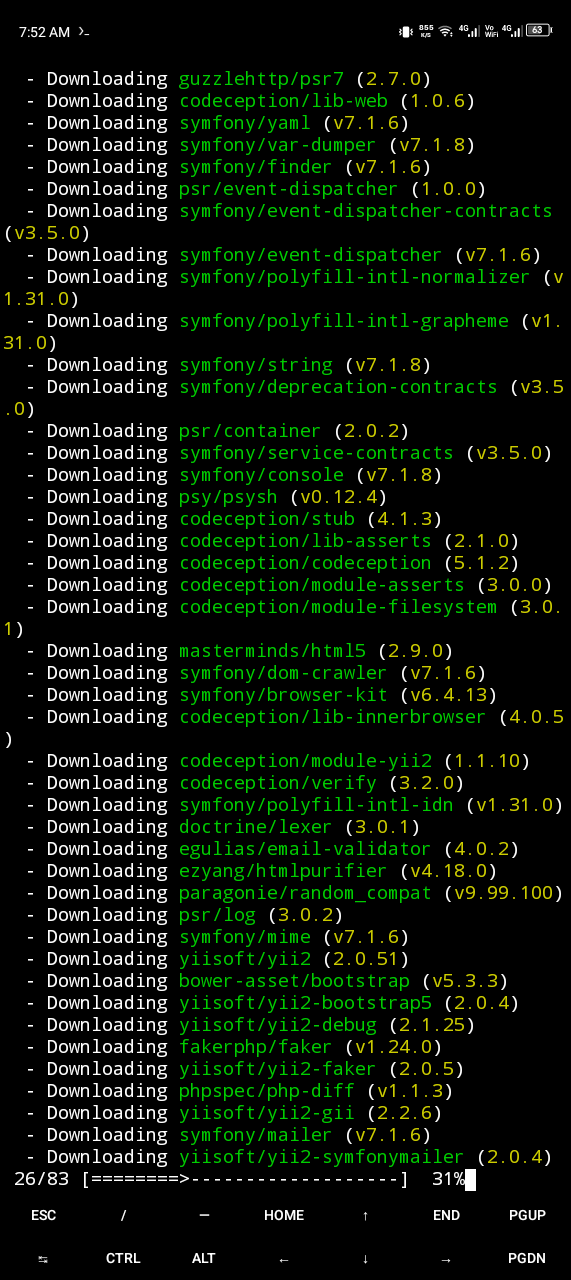 7:52 AM
855 K/S 4G Vo WiFi 4G 63
- Downloading guzzlehttp/psr7 (2.7.0)
- Downloading codeception/lib-web (1.0.6)
- Downloading symfony/yaml (v7.1.6)
- Downloading symfony/var-dumper (v7.1.8)
- Downloading symfony/finder (v7.1.6)
- Downloading psr/event-dispatcher (1.0.0)
- Downloading symfony/event-dispatcher-contracts
(v3.5.0)
- Downloading symfony/event-dispatcher (v7.1.6)
- Downloading symfony/polyfill-intl-normalizer (v
1.31.0)
- Downloading symfony/polyfill-intl-grapheme (v1.
31.0)
- Downloading symfony/string (v7.1.8)
- Downloading symfony/deprecation-contracts (v3.5
.0)
- Downloading psr/container (2.0.2)
- Downloading symfony/service-contracts (v3.5.0)
- Downloading symfony/console (v7.1.8)
- Downloading psy/psysh (v0.12.4)
- Downloading codeception/stub (4.1.3)
- Downloading codeception/lib-asserts (2.1.0)
- Downloading codeception/codeception (5.1.2)
- Downloading codeception/module-asserts (3.0.0)
- Downloading codeception/module-filesystem (3.0.
1)
- Downloading masterminds/html5 (2.9.0)
- Downloading symfony/dom-crawler (v7.1.6)
- Downloading symfony/browser-kit (v6.4.13)
- Downloading codeception/lib-innerbrowser (4.0.5
)
- Downloading codeception/module-yii2 (1.1.10)
- Downloading codeception/verify (3.2.0)
- Downloading symfony/polyfill-intl-idn (v1.31.0)
- Downloading doctrine/lexer (3.0.1)
- Downloading egulias/email-validator (4.0.2)
- Downloading ezyang/htmlpurifier (v4.18.0)
- Downloading paragonie/random_compat (v9.99.100)
- Downloading psr/log (3.0.2)
- Downloading symfony/mime (v7.1.6)
- Downloading yiisoft/yii2 (2.0.51)
- Downloading bower-asset/bootstrap (v5.3.3)
- Downloading yiisoft/yii2-bootstrap5 (2.0.4)
- Downloading yiisoft/yii2-debug (2.1.25)
- Downloading fakerphp/faker (v1.24.0)
- Downloading yiisoft/yii2-faker (2.0.5)
- Downloading phpspec/php-diff (v1.1.3)
- Downloading yiisoft/yii2-gii (2.2.6)
- Downloading symfony/mailer (v7.1.6)
- Downloading yiisoft/yii2-symfonymailer (2.0.4)
26/83 [========>-------------------] 31%
ESC / — HOME ↑ END PGUP
↹ CTRL ALT ← ↓ → PGDN